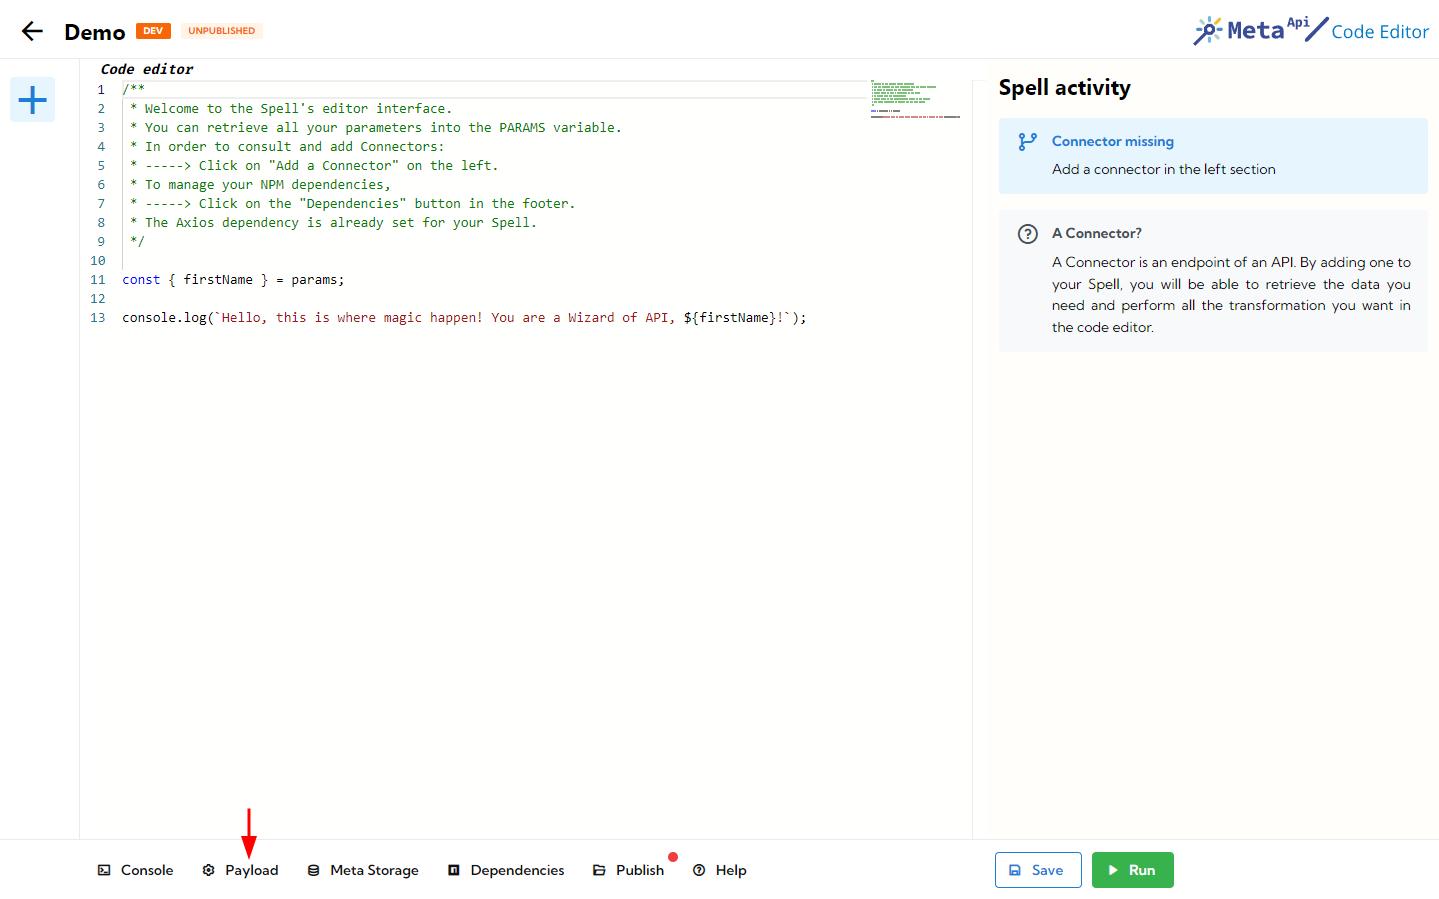 Demo DEV UNPUBLISHED
Meta Api Code Editor
Code editor
1 /**
2  * Welcome to the Spell's editor interface.
3  * You can retrieve all your parameters into the PARAMS variable.
4  * In order to consult and add Connectors:
5  * -----> Click on "Add a Connector" on the left.
6  * To manage your NPM dependencies,
7  * -----> Click on the "Dependencies" button in the footer.
8  * The Axios dependency is already set for your Spell.
9  */
10
11 const { firstName } = params;
12
13 console.log(`Hello, this is where magic happen! You are a Wizard of API, ${firstName}!`);
Spell activity
Connector missing
Add a connector in the left section
A Connector?
A Connector is an endpoint of an API. By adding one to
your Spell, you will be able to retrieve the data you
need and perform all the transformation you want in
the code editor.
Console Payload Meta Storage Dependencies Publish Help Save Run